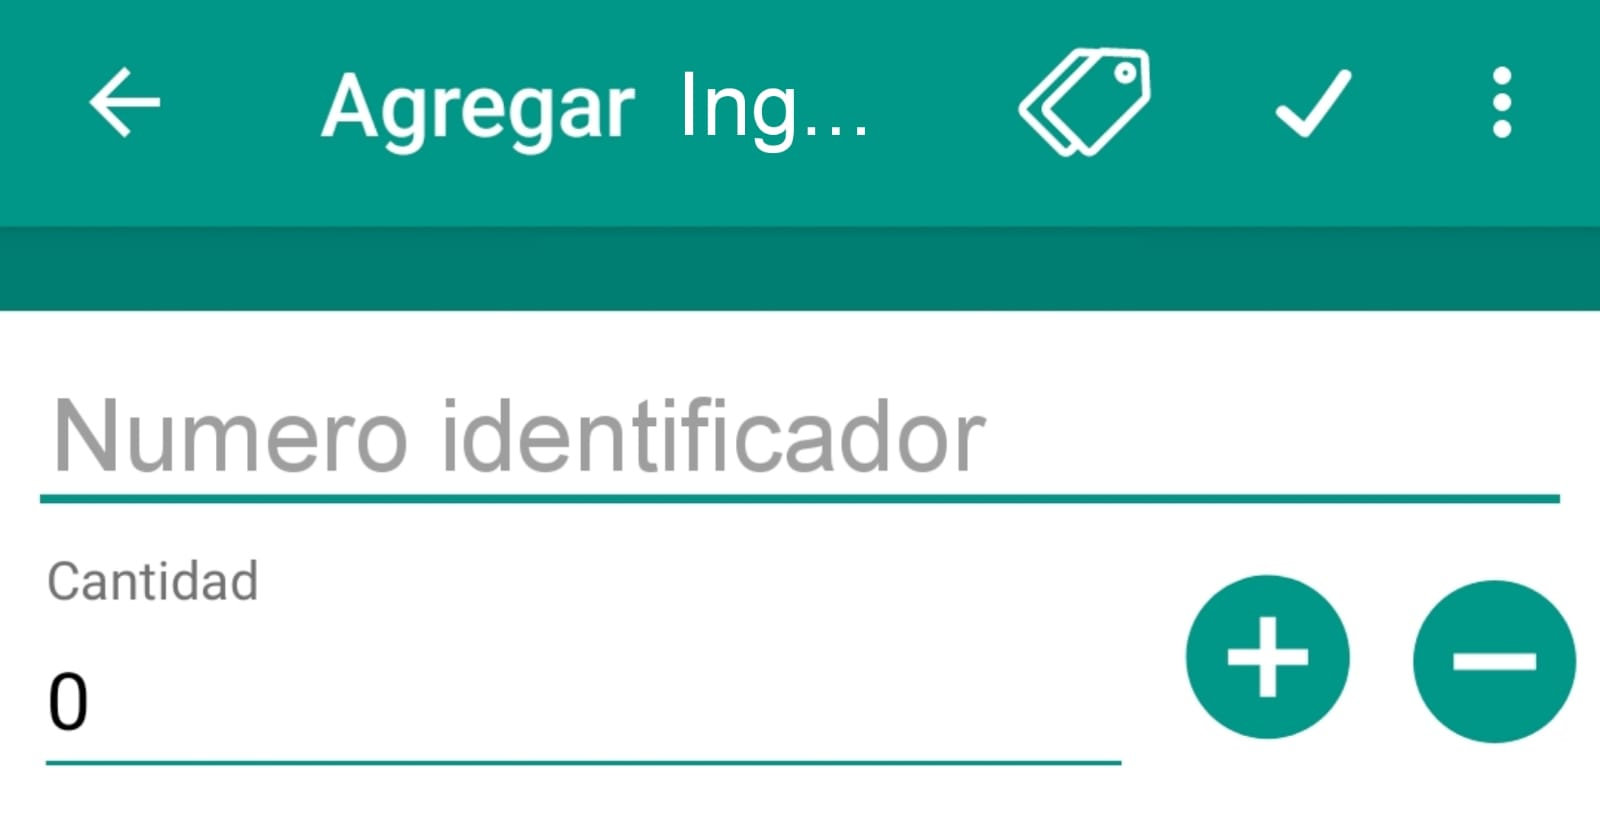 Agregar Ing...
Numero identificador
Cantidad
0